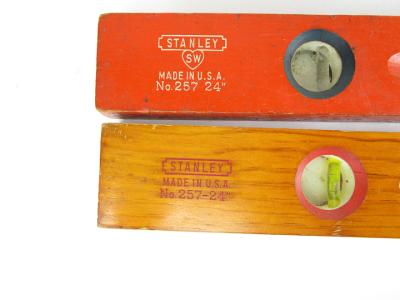 STANLEY
SW
MADE IN U.S.A.
No. 257 24"
STANLEY
MADE IN U.S.A.
No. 257-24"